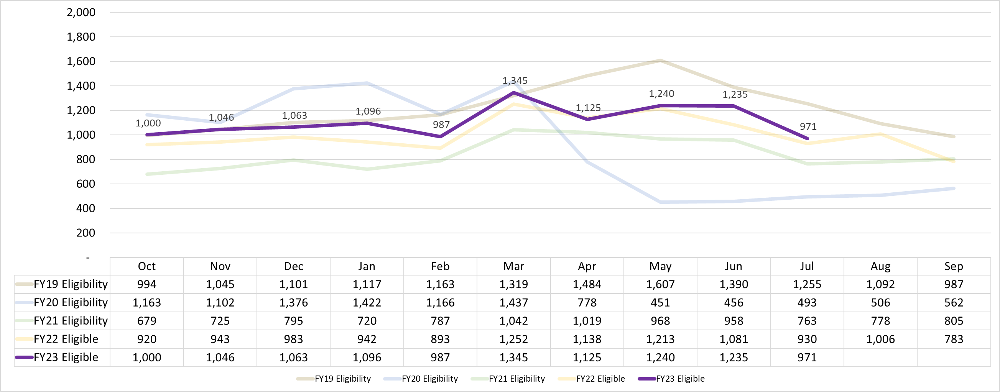 2,000
1,800
1,600
1,400
1,200
1,000
800
600
400
200
-
1,000 1,046 1,063 1,096 987 1,345 1,125 1,240 1,235 971
Oct Nov Dec Jan Feb Mar Apr May Jun Jul Aug Sep
FY19 Eligibility 994 1,045 1,101 1,117 1,163 1,319 1,484 1,607 1,390 1,255 1,092 987
FY20 Eligibility 1,163 1,102 1,376 1,422 1,166 1,437 778 451 456 493 506 562
FY21 Eligibility 679 725 795 720 787 1,042 1,019 968 958 763 778 805
FY22 Eligible 920 943 983 942 893 1,252 1,138 1,213 1,081 930 1,006 783
FY23 Eligible 1,000 1,046 1,063 1,096 987 1,345 1,125 1,240 1,235 971
FY19 Eligibility FY20 Eligibility FY21 Eligibility FY22 Eligible FY23 Eligible